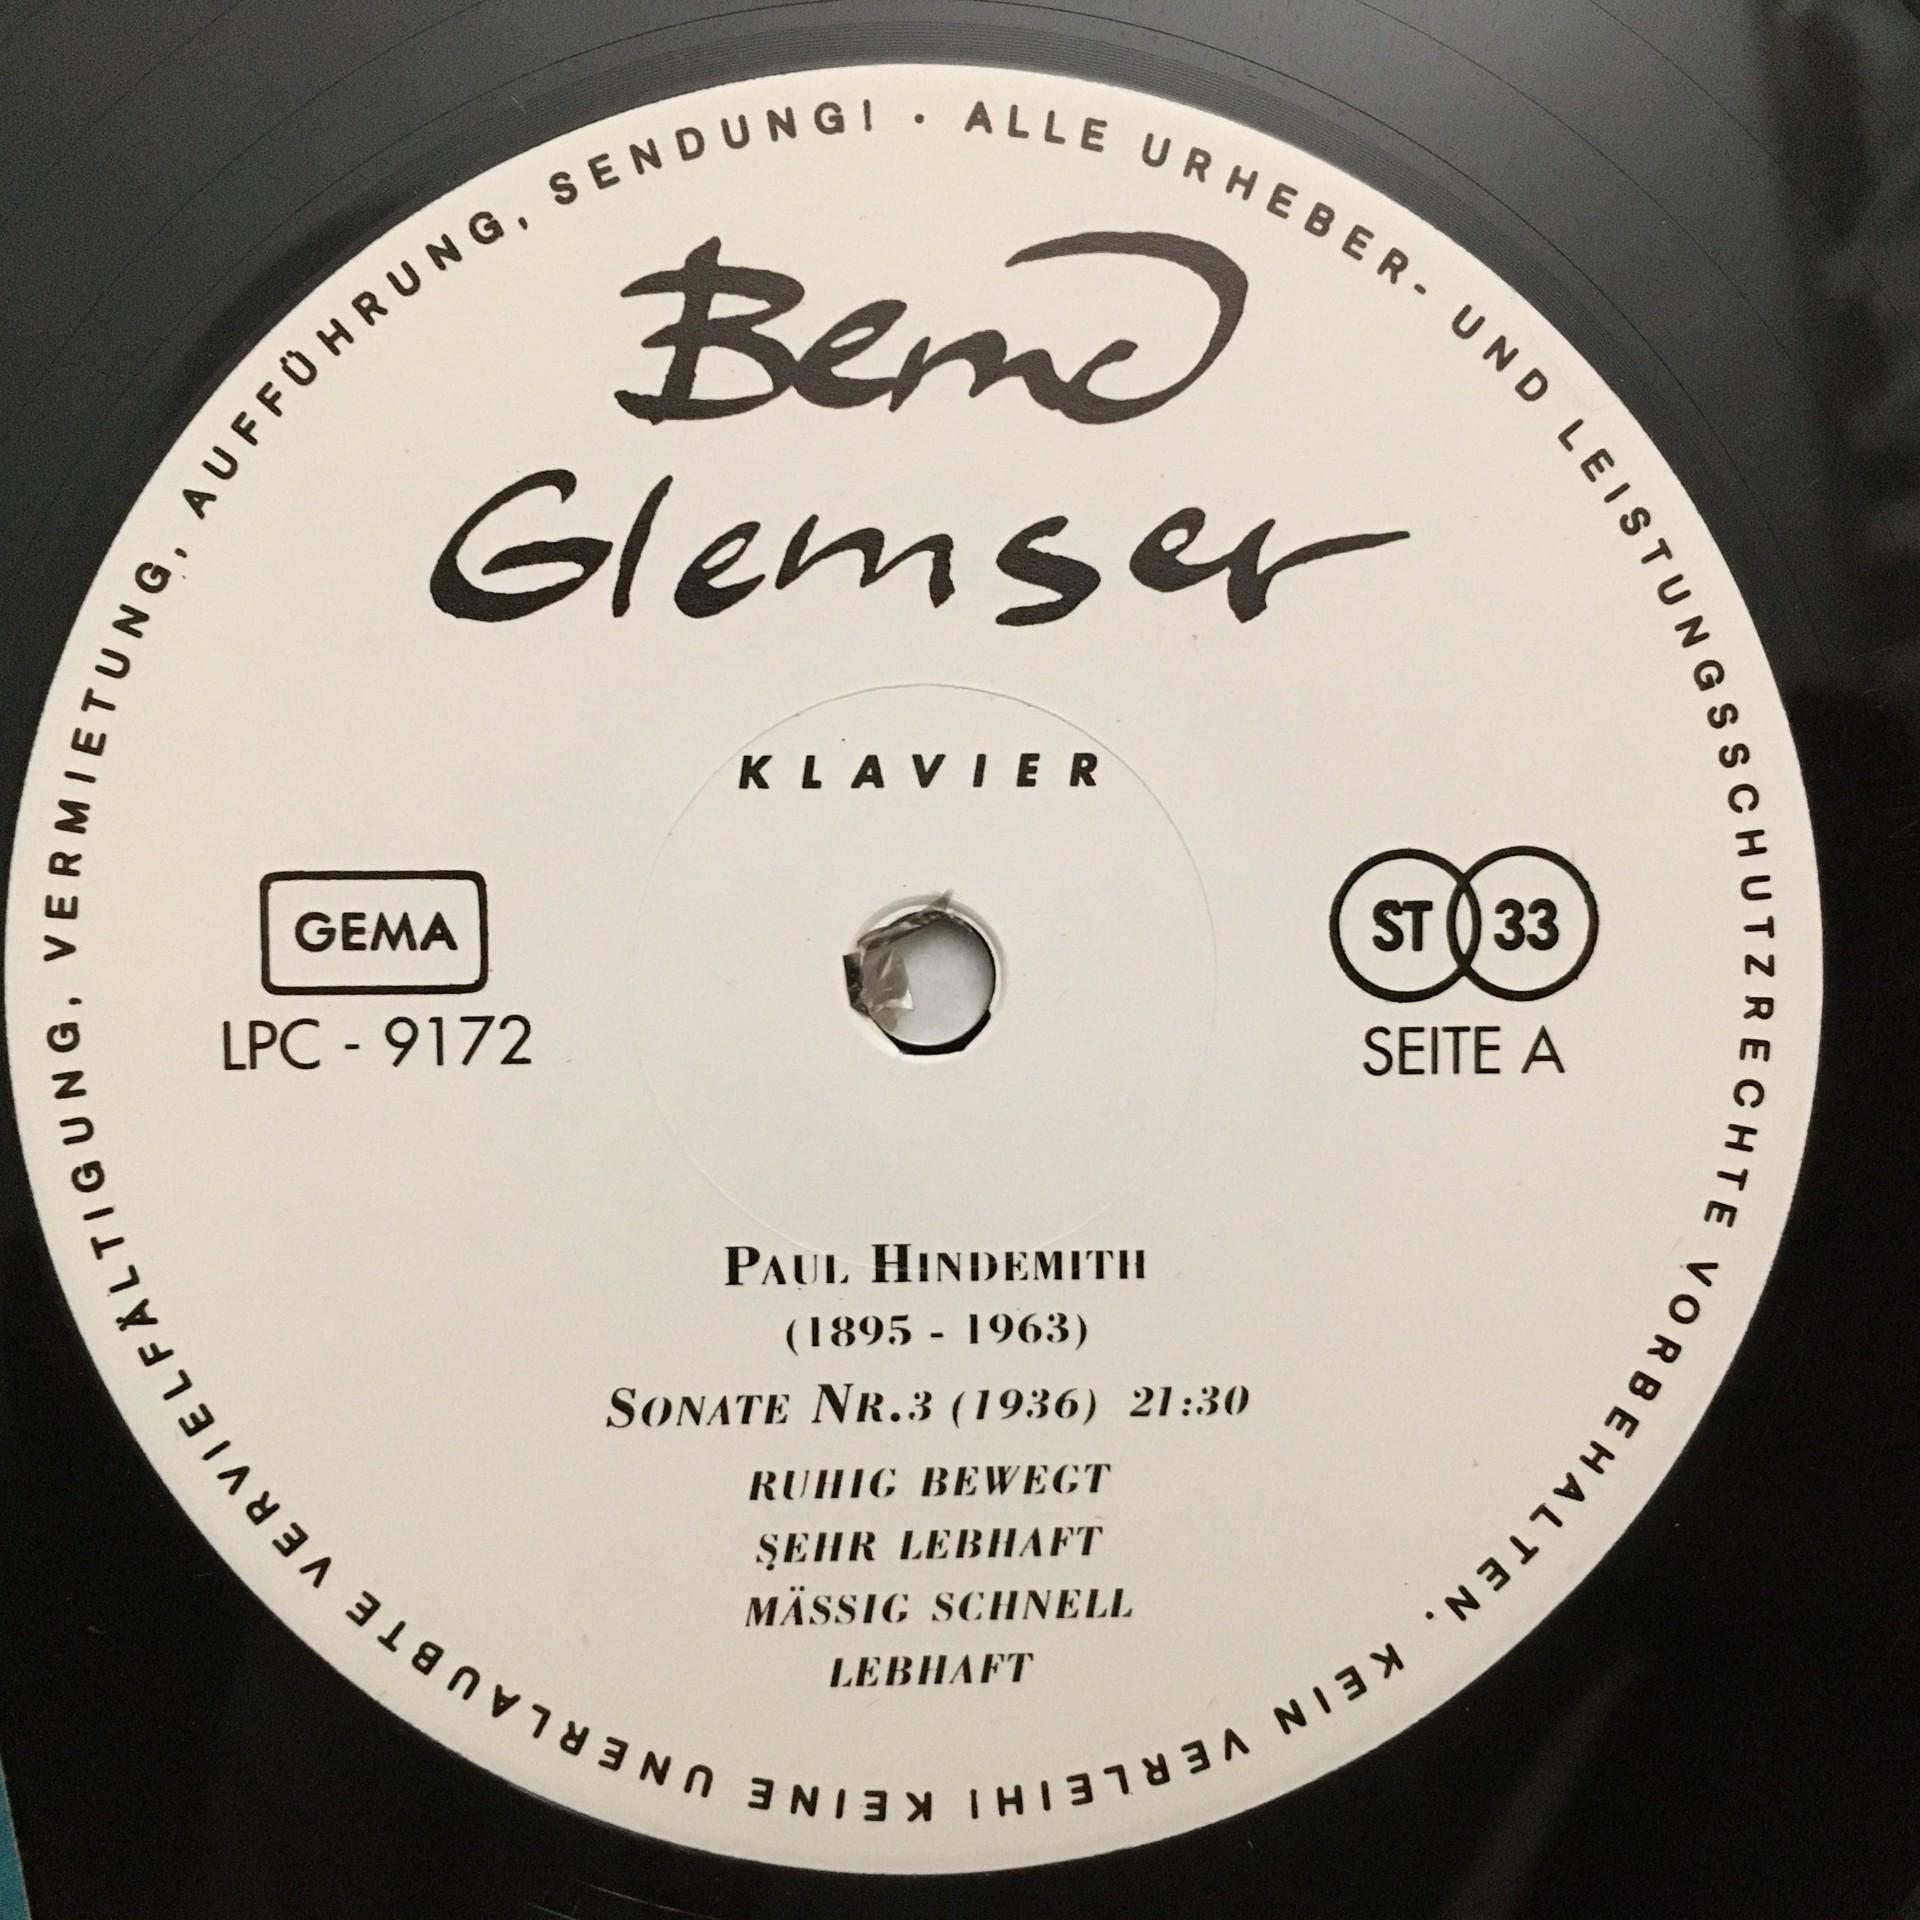 ALLE URHEBER- UND LEISTUNGSSCHUTZRECHTE VORBEHALTEN. KEIN VERLEIH! KEINE UNERLAUBTE VERVIELFÄLTIGUNG, VERMIETUNG, AUFFÜHRUNG, SENDUNG! ·
Bernd
Glemser
KLAVIER
GEMA
LPC - 9172
ST 33
SEITE A
PAUL HINDEMITH
(1895 - 1963)
SONATE NR.3 (1936) 21:30
RUHIG BEWEGT
SEHR LEBHAFT
MÄSSIG SCHNELL
LEBHAFT